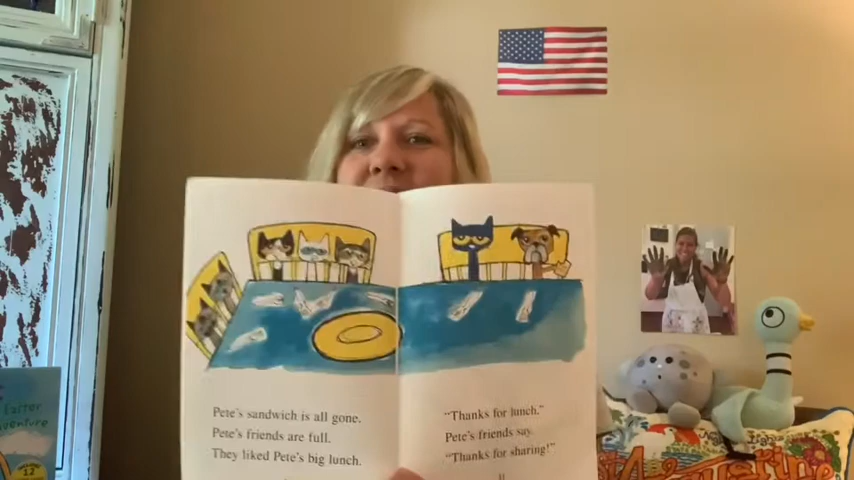 Pete's sandwich is all gone.
Pete's friends are full.
They liked Pete's big lunch.
"Thanks for lunch,"
Pete's friends say.
"Thanks for sharing!"
Easter